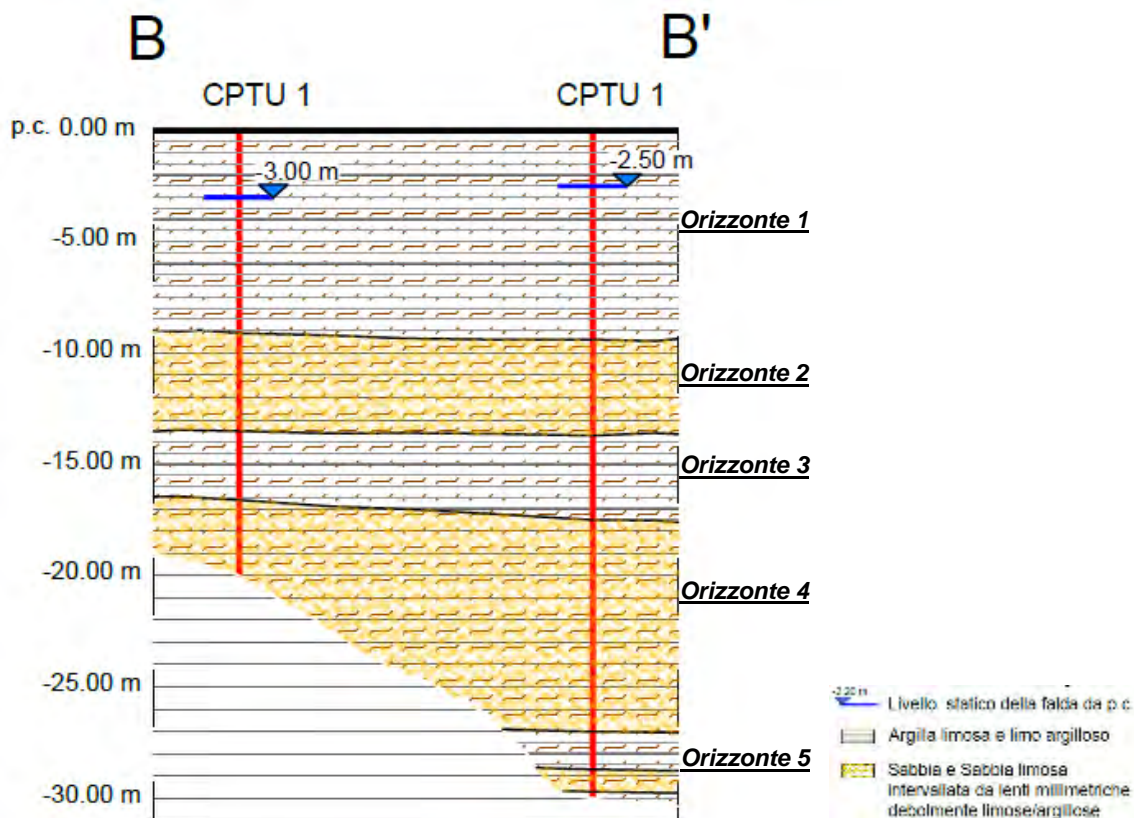 B B'
CPTU 1 CPTU 1
p.c. 0.00 m
-3.00 m -2.50 m
Orizzonte 1
-5.00 m
-10.00 m
Orizzonte 2
-15.00 m
Orizzonte 3
-20.00 m
Orizzonte 4
-25.00 m
Orizzonte 5
-30.00 m
-2.20 m
Livello statico della falda da p.c.
Argilla limosa e limo argilloso
Sabbia e Sabbia limosa
intervallata da lenti millimetriche
debolmente limose/argillose